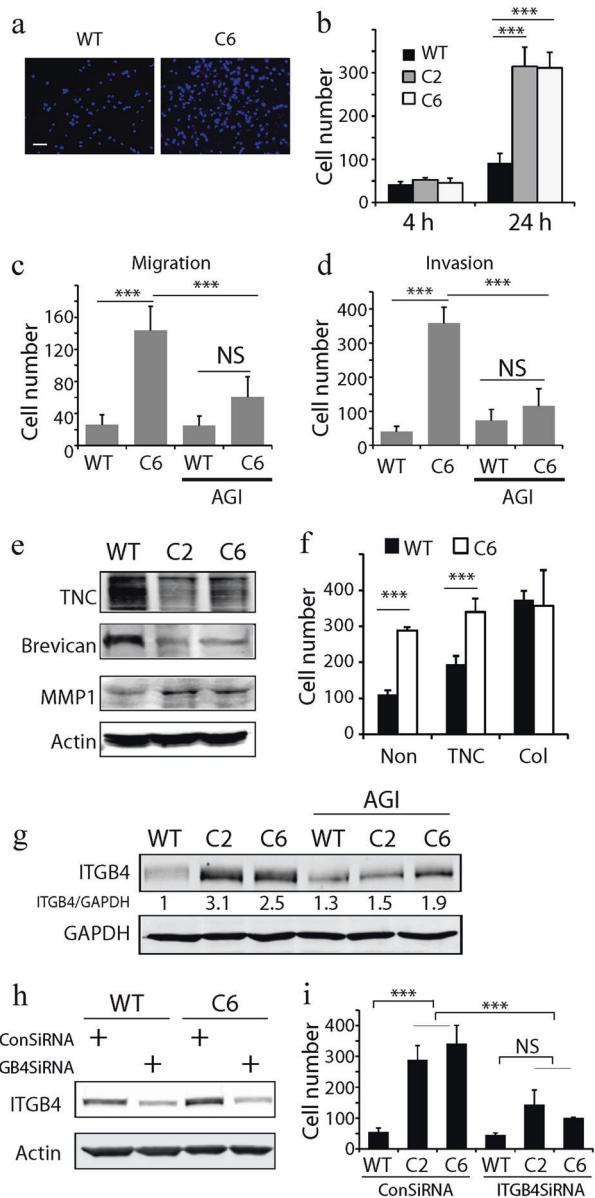 a
WT C6
b
***
***
WT
C2
C6
Cell number
300
200
100
0
4 h 24 h
c
Migration
*** ***
NS
Cell number
160
120
80
40
0
WT C6 WT C6
AGI
d
Invasion
*** ***
NS
Cell number
400
300
200
100
0
WT C6 WT C6
AGI
e
WT C2 C6
TNC
Brevican
MMP1
Actin
f
WT C6
*** ***
Cell number
400
300
200
100
0
Non TNC Col
g
AGI
WT C2 C6 WT C2 C6
ITGB4
ITGB4/GAPDH 1 3.1 2.5 1.3 1.5 1.9
GAPDH
h
WT C6
ConSiRNA + +
GB4SiRNA + +
ITGB4
Actin
i
*** ***
NS
Cell number
400
300
200
100
0
WT C2 C6 WT C2 C6
ConSiRNA ITGB4SiRNA